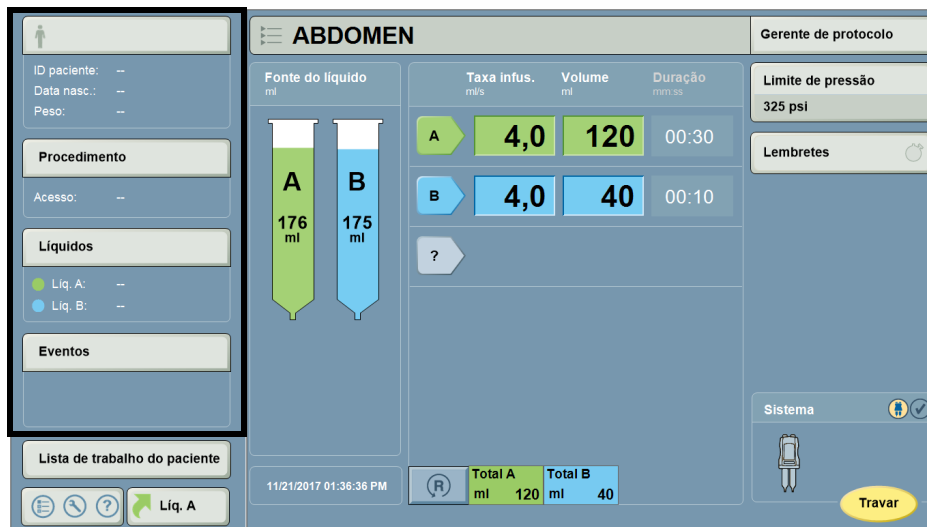 ID paciente: --
Data nasc.: --
Peso: --
Procedimento
Acesso: --
Líquidos
Líq. A: --
Líq. B: --
Eventos
Lista de trabalho do paciente
?
Líq. A
ABDOMEN
Fonte do líquido
ml
A
176
ml
B
175
ml
11/21/2017 01:36:36 PM
Taxa infus. Volume Duração
ml/s ml mm:ss
A 4,0 120 00:30
B 4,0 40 00:10
?
R
Total A Total B
ml 120 ml 40
Gerente de protocolo
Limite de pressão
325 psi
Lembretes
Sistema
Travar